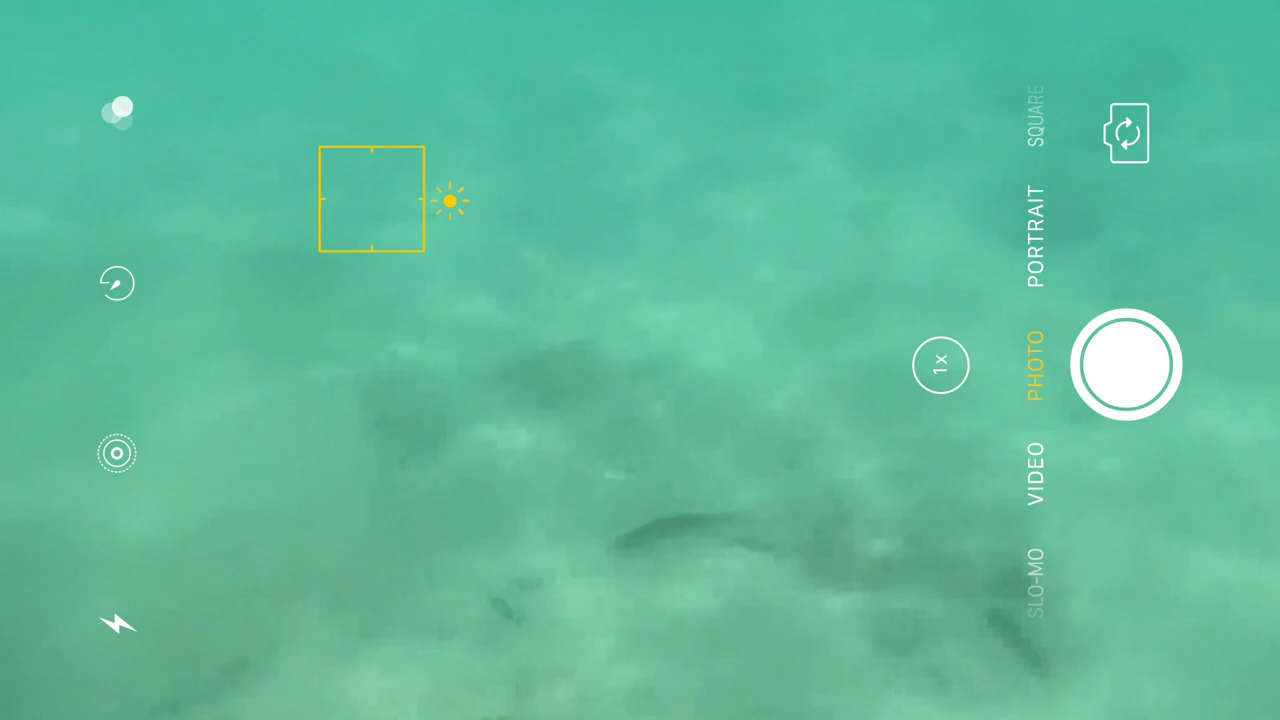 SQUARE
PORTRAIT
1x
PHOTO
VIDEO
SLO-MO